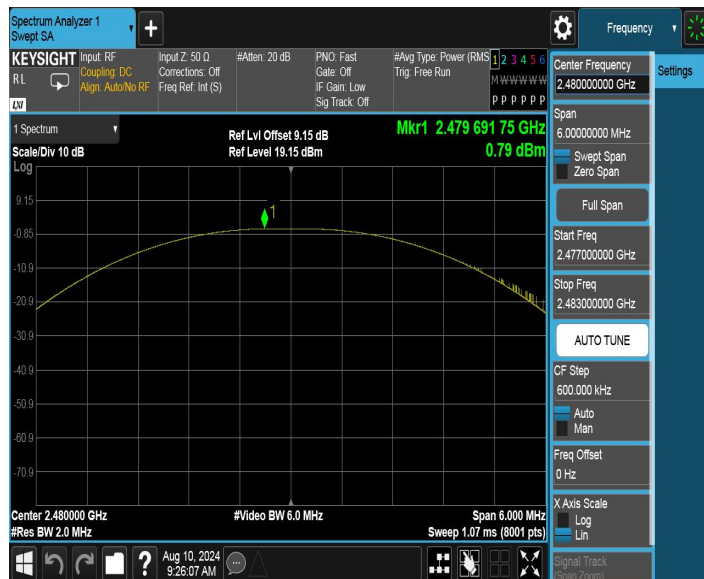 Spectrum Analyzer 1
Swept SA
+
Frequency
KEYSIGHT
RL
LXI
Input: RF
Coupling: DC
Align: Auto/No RF
Input Z: 50 Ω
Corrections: Off
Freq Ref: Int (S)
#Atten: 20 dB
PNO: Fast
Gate: Off
IF Gain: Low
Sig Track: Off
#Avg Type: Power (RMS
Trig: Free Run
1 2 3 4 5 6
M W W W W W
P P P P P P
1 Spectrum
Scale/Div 10 dB
Log
Ref Lvl Offset 9.15 dB
Ref Level 19.15 dBm
Mkr1 2.479 691 75 GHz
0.79 dBm
1
9.15
-0.85
-10.9
-20.9
-30.9
-40.9
-50.9
-60.9
-70.9
Center 2.480000 GHz
#Res BW 2.0 MHz
#Video BW 6.0 MHz
Span 6.000 MHz
Sweep 1.07 ms (8001 pts)
Aug 10, 2024
9:26:07 AM
?
Center Frequency
2.480000000 GHz
Settings
Span
6.00000000 MHz
Swept Span
Zero Span
Full Span
Start Freq
2.477000000 GHz
Stop Freq
2.483000000 GHz
AUTO TUNE
CF Step
600.000 kHz
Auto
Man
Freq Offset
0 Hz
X Axis Scale
Log
Lin
Signal Track
(Span Zoom)